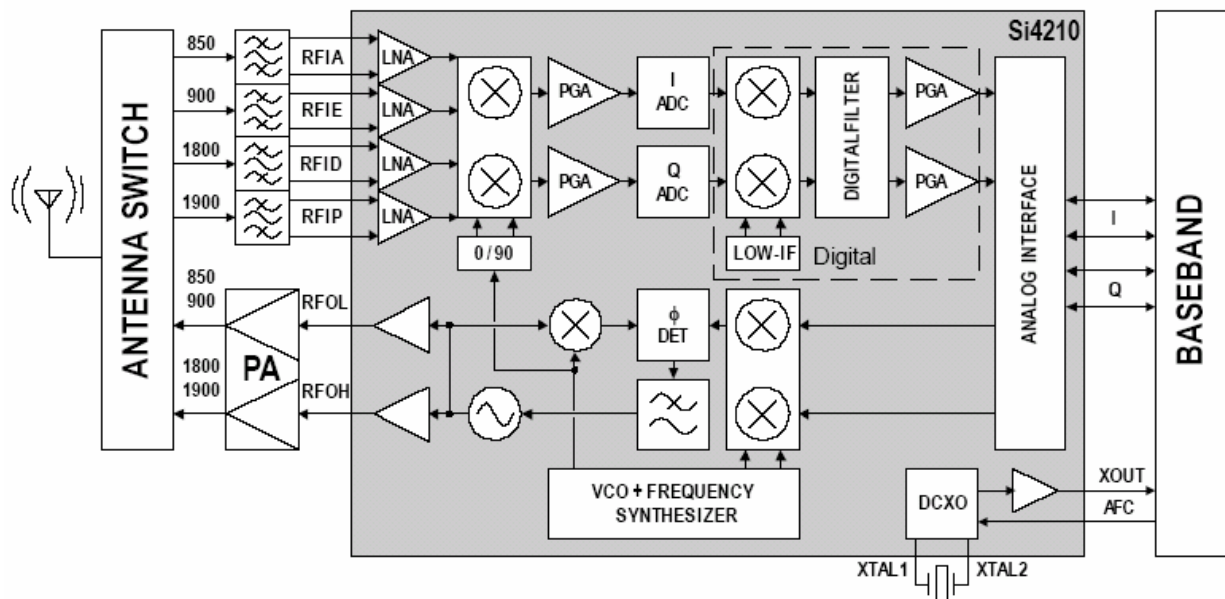 Si4210
ANTENNA SWITCH
850
RFIA
LNA
900
RFIE
LNA
1800
RFID
LNA
1900
RFIP
LNA
0 / 90
PGA
PGA
I
ADC
Q
ADC
LOW-IF
Digital
DIGITALFILTER
PGA
PGA
ANALOG INTERFACE
I
Q
BASEBAND
850
900
RFOL
1800
1900
PA
RFOH
ϕ
DET
VCO + FREQUENCY
SYNTHESIZER
DCXO
XOUT
AFC
XTAL1
XTAL2